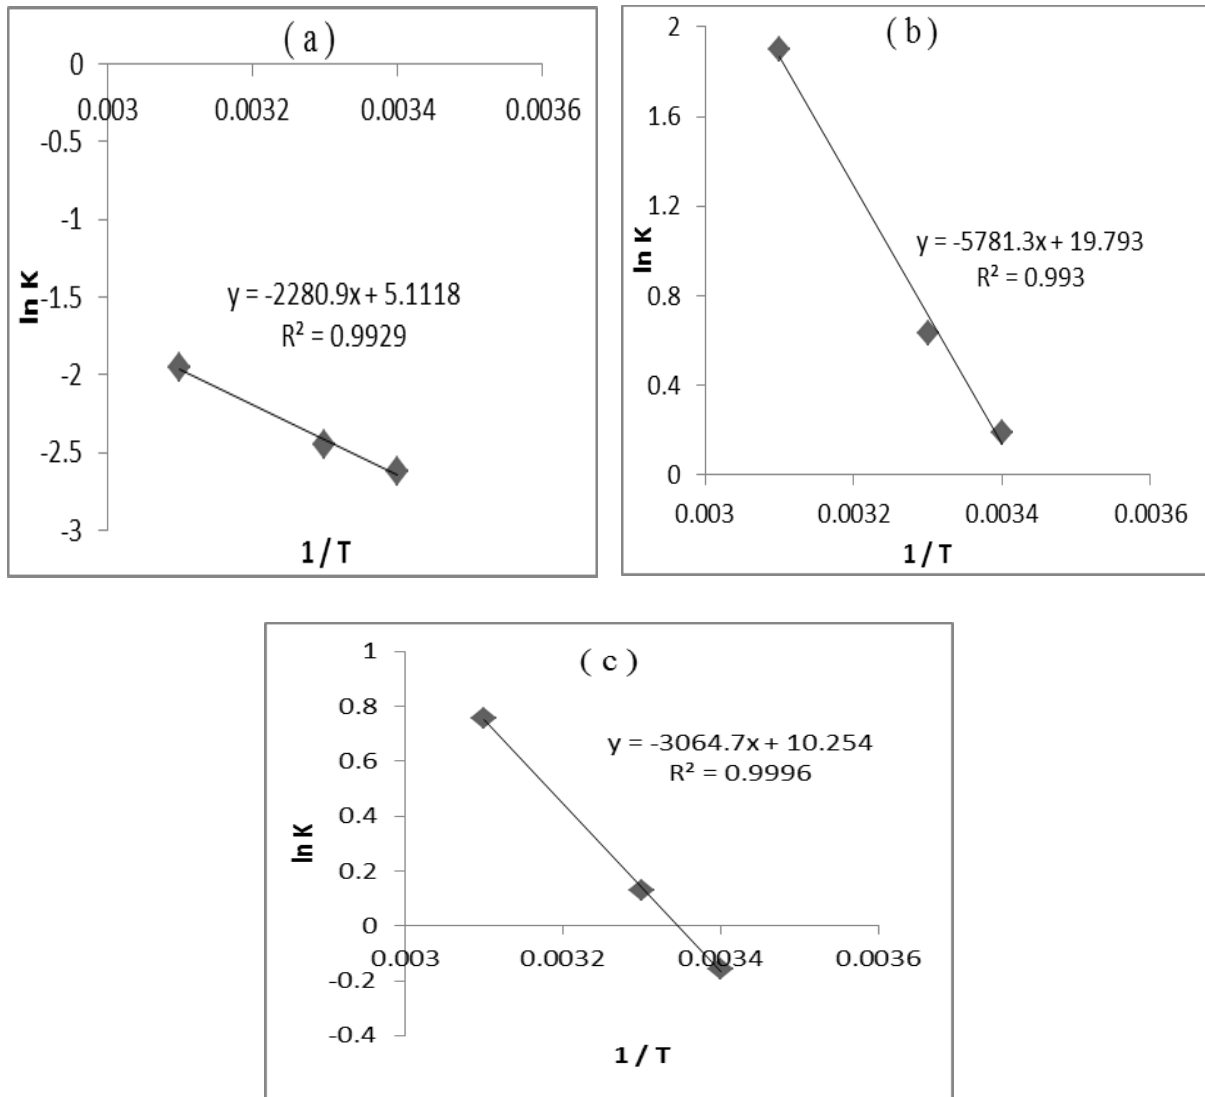 ( a )
0
0.003 0.0032 0.0034 0.0036
-0.5
-1
-1.5
-2
-2.5
-3
ln K
y = -2280.9x + 5.1118
R² = 0.9929
1 / T
( b )
2
1.6
1.2
0.8
0.4
0
ln K
y = -5781.3x + 19.793
R² = 0.993
0.003 0.0032 0.0034 0.0036
1 / T
( c )
1
0.8
0.6
0.4
0.2
0
-0.2
-0.4
ln K
y = -3064.7x + 10.254
R² = 0.9996
0.003 0.0032 0.0034 0.0036
1 / T